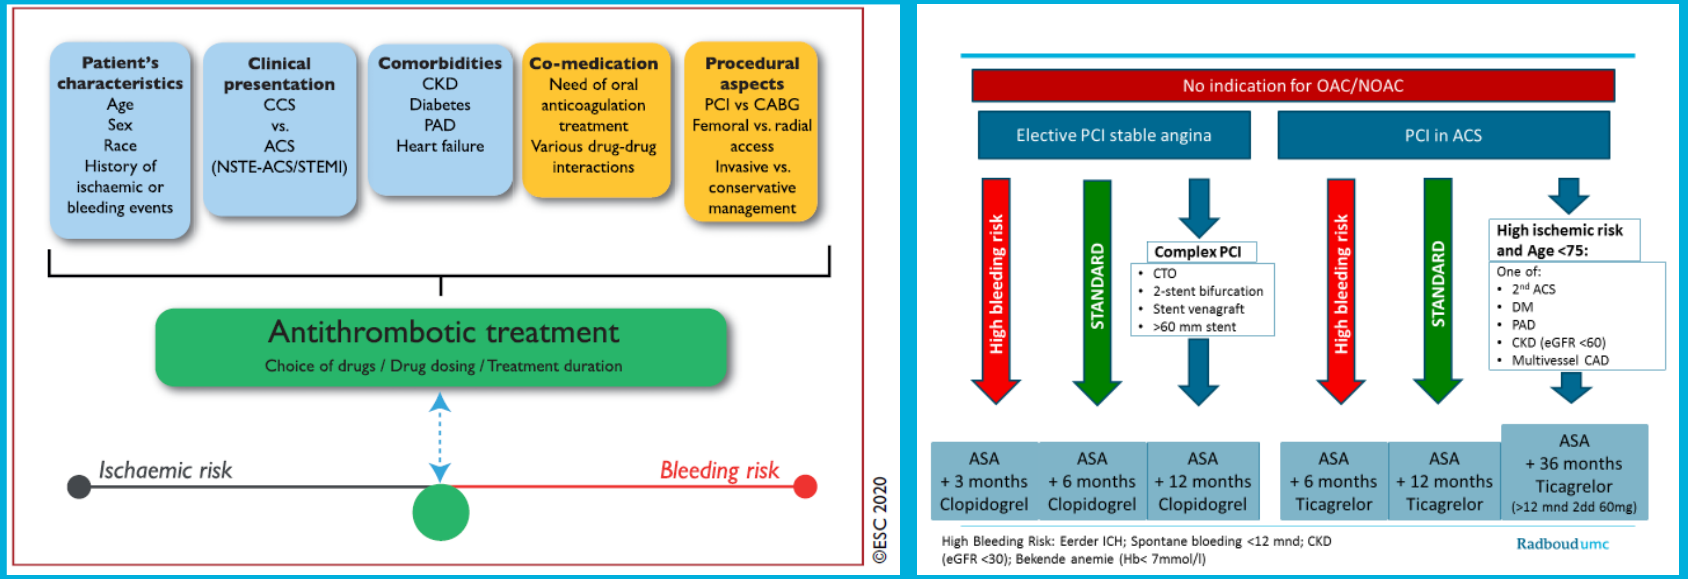 Patient's
characteristics
Age
Sex
Race
History of
ischaemic or
bleeding events
Clinical
presentation
CCS
vs.
ACS
(NSTE-ACS/STEMI)
Comorbidities
CKD
Diabetes
PAD
Heart failure
Co-medication
Need of oral
anticoagulation
treatment
Various drug-drug
interactions
Procedural
aspects
PCI vs CABG
Femoral vs. radial
access
Invasive vs.
conservative
management
Antithrombotic treatment
Choice of drugs / Drug dosing / Treatment duration
Ischaemic risk
Bleeding risk
©ESC 2020
No indication for OAC/NOAC
Elective PCI stable angina
PCI in ACS
High bleeding risk
STANDARD
Complex PCI
• CTO
• 2-stent bifurcation
• Stent venagraft
• >60 mm stent
High bleeding risk
STANDARD
High ischemic risk
and Age <75:
One of:
• 2nd ACS
• DM
• PAD
• CKD (eGFR <60)
• Multivessel CAD
ASA
+ 3 months
Clopidogrel
ASA
+ 6 months
Clopidogrel
ASA
+ 12 months
Clopidogrel
ASA
+ 6 months
Ticagrelor
ASA
+ 12 months
Ticagrelor
ASA
+ 36 months
Ticagrelor
(>12 mnd 2dd 60mg)
High Bleeding Risk: Eerder ICH; Spontane bloeding <12 mnd; CKD
(eGFR <30); Bekende anemie (Hb< 7mmol/l)
Radboudumc